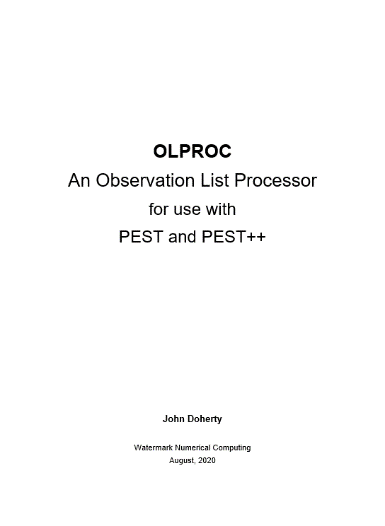 OLPROC
An Observation List Processor
for use with
PEST and PEST++
John Doherty
Watermark Numerical Computing
August, 2020